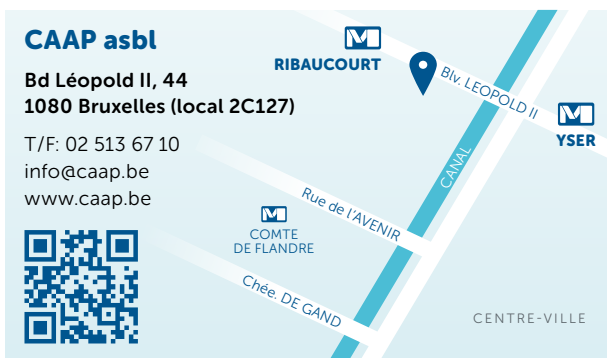 CAAP asbl
Bd Léopold II, 44
1080 Bruxelles (local 2C127)
T/F: 02 513 67 10
info@caap.be
www.caap.be
M
RIBAUCOURT
Blv. LEOPOLD II
M
YSER
CANAL
Rue de l'AVENIR
M
COMTE
DE FLANDRE
Chée. DE GAND
CENTRE-VILLE